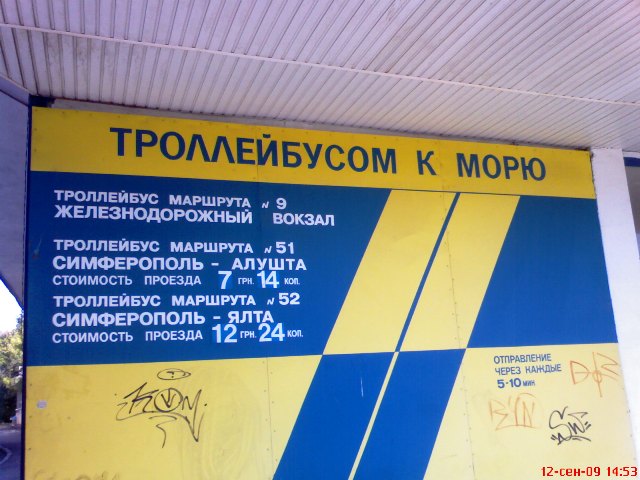 ТРОЛЛЕЙБУСОМ К МОРЮ
ТРОЛЛЕЙБУС МАРШРУТА № 9
ЖЕЛЕЗНОДОРОЖНЫЙ ВОКЗАЛ
ТРОЛЛЕЙБУС МАРШРУТА № 51
СИМФЕРОПОЛЬ - АЛУШТА
СТОИМОСТЬ ПРОЕЗДА 7 ГРН. 14 КОП.
ТРОЛЛЕЙБУС МАРШРУТА № 52
СИМФЕРОПОЛЬ - ЯЛТА
СТОИМОСТЬ ПРОЕЗДА 12 ГРН. 24 КОП.
ОТПРАВЛЕНИЕ
ЧЕРЕЗ КАЖДЫЕ
5-10 МИН.
12-сен-09 14:53